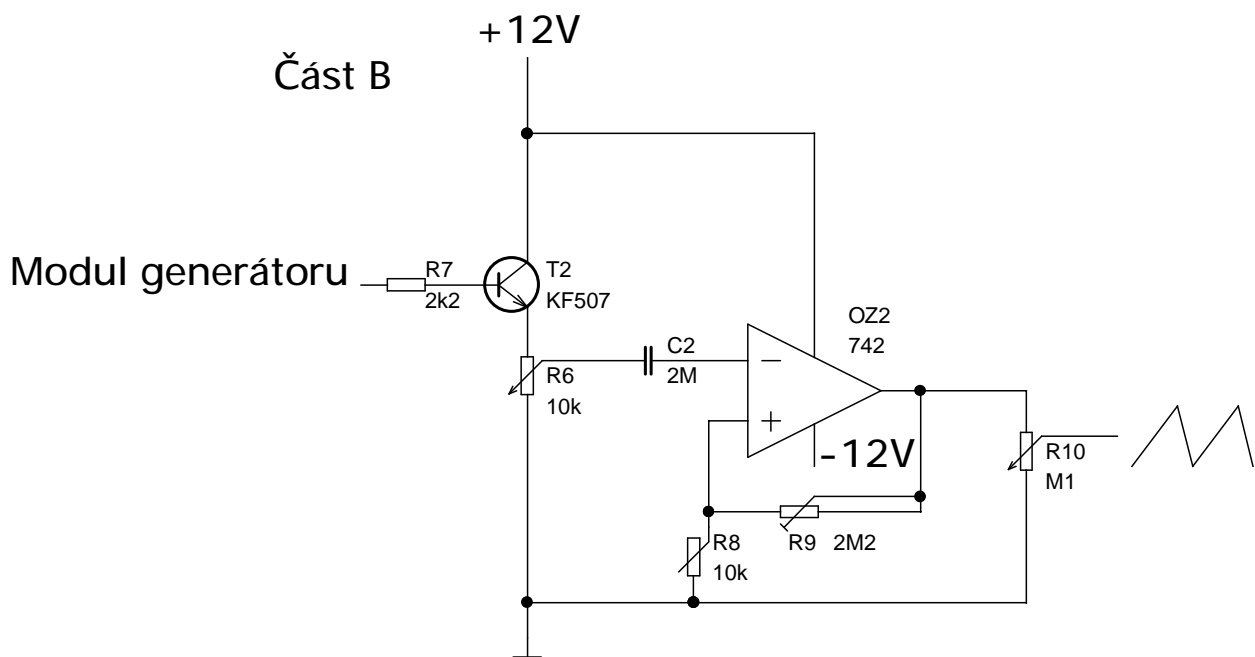 +12V
Část B
Modul generátoru
R7
2k2
T2
KF507
R6
10k
C2
2M
OZ2
742
−
+
-12V
R8
10k
R9 2M2
R10
M1